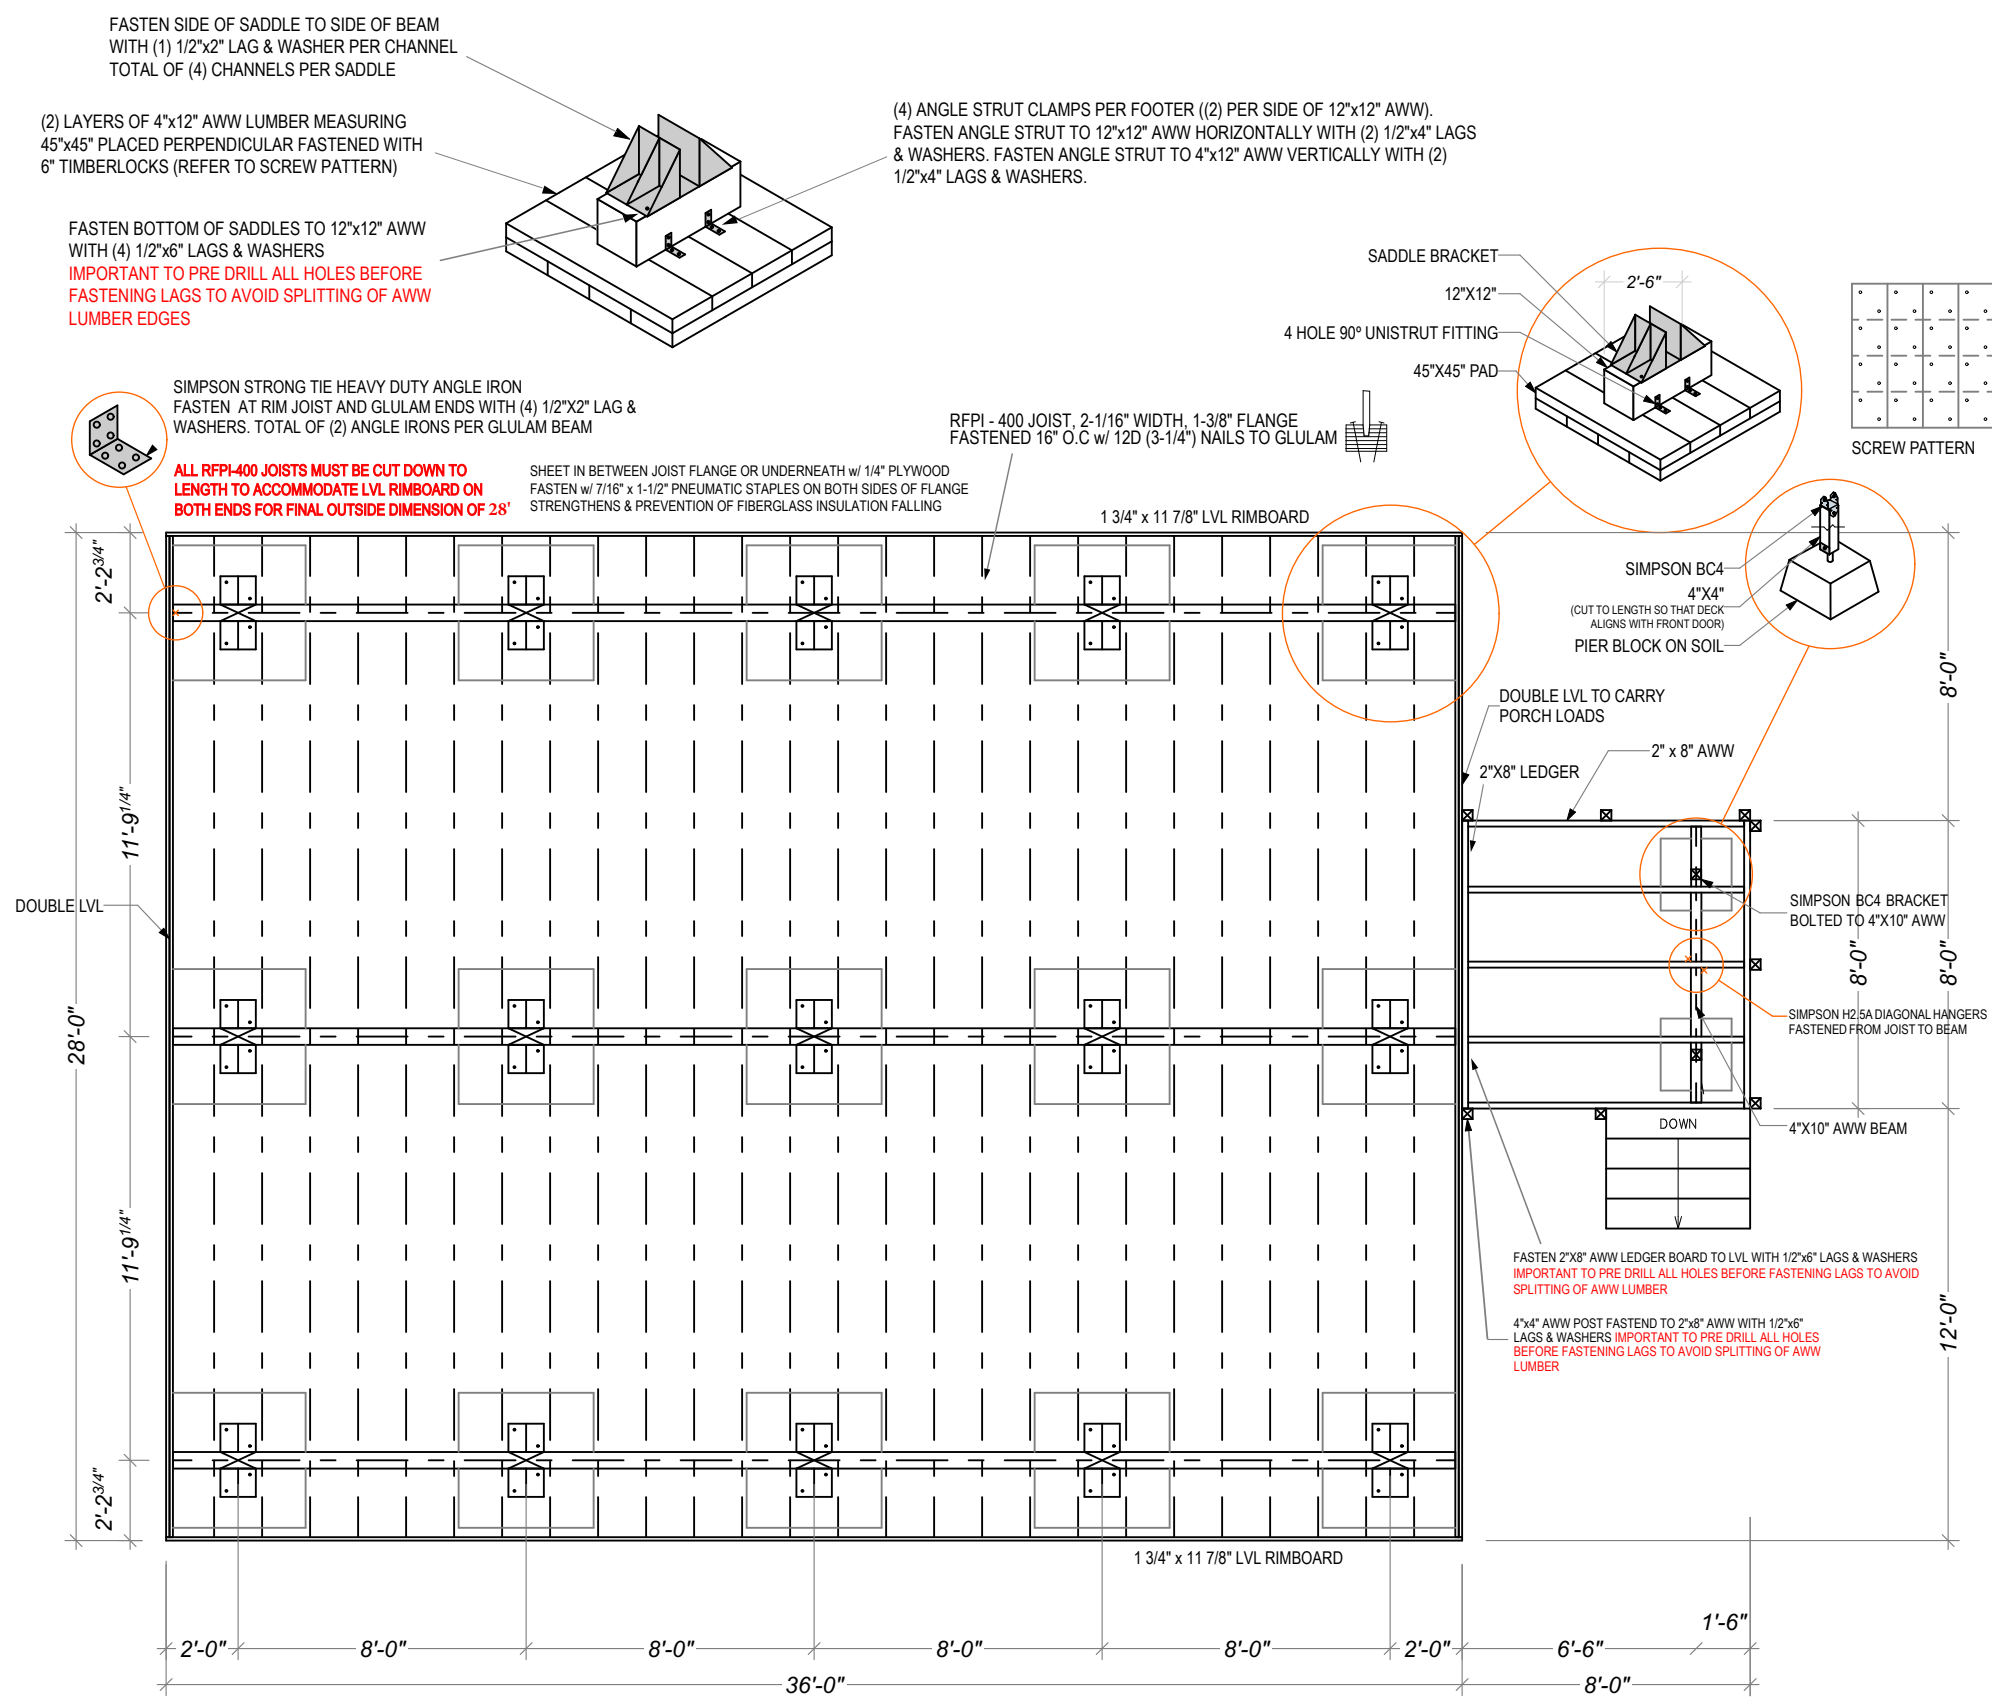 FASTEN SIDE OF SADDLE TO SIDE OF BEAM
WITH (1) 1/2"x2" LAG & WASHER PER CHANNEL
TOTAL OF (4) CHANNELS PER SADDLE
(2) LAYERS OF 4"x12" AWW LUMBER MEASURING
45"x45" PLACED PERPENDICULAR FASTENED WITH
6" TIMBERLOCKS (REFER TO SCREW PATTERN)
FASTEN BOTTOM OF SADDLES TO 12"x12" AWW
WITH (4) 1/2"x6" LAGS & WASHERS
IMPORTANT TO PRE DRILL ALL HOLES BEFORE
FASTENING LAGS TO AVOID SPLITTING OF AWW
LUMBER EDGES
(4) ANGLE STRUT CLAMPS PER FOOTER ((2) PER SIDE OF 12"x12" AWW).
FASTEN ANGLE STRUT TO 12"x12" AWW HORIZONTALLY WITH (2) 1/2"x4" LAGS
& WASHERS. FASTEN ANGLE STRUT TO 4"x12" AWW VERTICALLY WITH (2)
1/2"x4" LAGS & WASHERS.
SADDLE BRACKET
12"X12"
4 HOLE 90º UNISTRUT FITTING
45"X45" PAD
2'-6"
SCREW PATTERN
SIMPSON STRONG TIE HEAVY DUTY ANGLE IRON
FASTEN AT RIM JOIST AND GLULAM ENDS WITH (4) 1/2"X2" LAG &
WASHERS. TOTAL OF (2) ANGLE IRONS PER GLULAM BEAM
ALL RFPI-400 JOISTS MUST BE CUT DOWN TO
LENGTH TO ACCOMMODATE LVL RIMBOARD ON
BOTH ENDS FOR FINAL OUTSIDE DIMENSION OF 28'
SHEET IN BETWEEN JOIST FLANGE OR UNDERNEATH w/ 1/4" PLYWOOD
FASTEN w/ 7/16" x 1-1/2" PNEUMATIC STAPLES ON BOTH SIDES OF FLANGE
STRENGTHENS & PREVENTION OF FIBERGLASS INSULATION FALLING
RFPI - 400 JOIST, 2-1/16" WIDTH, 1-3/8" FLANGE
FASTENED 16" O.C w/ 12D (3-1/4") NAILS TO GLULAM
1 3/4" x 11 7/8" LVL RIMBOARD
SIMPSON BC4
4"X4"
(CUT TO LENGTH SO THAT DECK
ALIGNS WITH FRONT DOOR)
PIER BLOCK ON SOIL
DOUBLE LVL TO CARRY
PORCH LOADS
2" x 8" AWW
2"X8" LEDGER
DOUBLE LVL
SIMPSON BC4 BRACKET
BOLTED TO 4"X10" AWW
SIMPSON H2.5A DIAGONAL HANGERS
FASTENED FROM JOIST TO BEAM
4"X10" AWW BEAM
DOWN
FASTEN 2"X8" AWW LEDGER BOARD TO LVL WITH 1/2"x6" LAGS & WASHERS
IMPORTANT TO PRE DRILL ALL HOLES BEFORE FASTENING LAGS TO AVOID
SPLITTING OF AWW LUMBER
4"x4" AWW POST FASTEND TO 2"x8" AWW WITH 1/2"x6"
LAGS & WASHERS IMPORTANT TO PRE DRILL ALL HOLES
BEFORE FASTENING LAGS TO AVOID SPLITTING OF AWW
LUMBER
1 3/4" x 11 7/8" LVL RIMBOARD
2'-2 3/4"
11'-9 1/4"
28'-0"
11'-9 1/4"
2'-2 3/4"
8'-0"
8'-0"
8'-0"
12'-0"
2'-0"
8'-0"
8'-0"
8'-0"
8'-0"
2'-0"
6'-6"
1'-6"
36'-0"
8'-0"